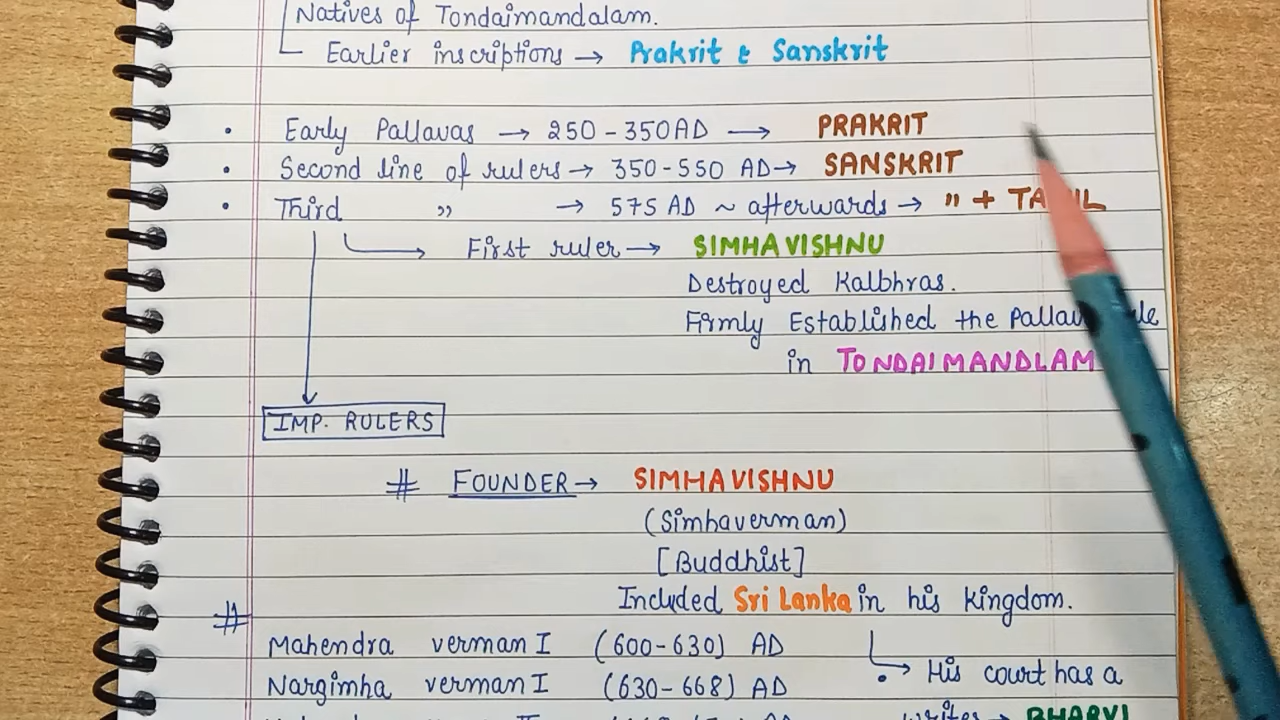 Natives of Tondaimandalam.
Earlier inscriptions → Prakrit & Sanskrit
• Early Pallavas → 250-350AD → PRAKRIT
• Second line of rulers → 350-550 AD → SANSKRIT
• Third " → 575 AD ~ afterwards → " +
First ruler → SIMHAVISHNU
Destroyed Kalbhras.
Firmly Established the
in TONDAIMANDLAM
IMP. RULERS
# FOUNDER → SIMHAVISHNU
(Simhaverman)
[Buddhist]
Included Sri Lanka in his kingdom.
#
Mahendra verman I (600-630) AD
• His court has a
Nargimha verman I (630-668) AD
BHARVI